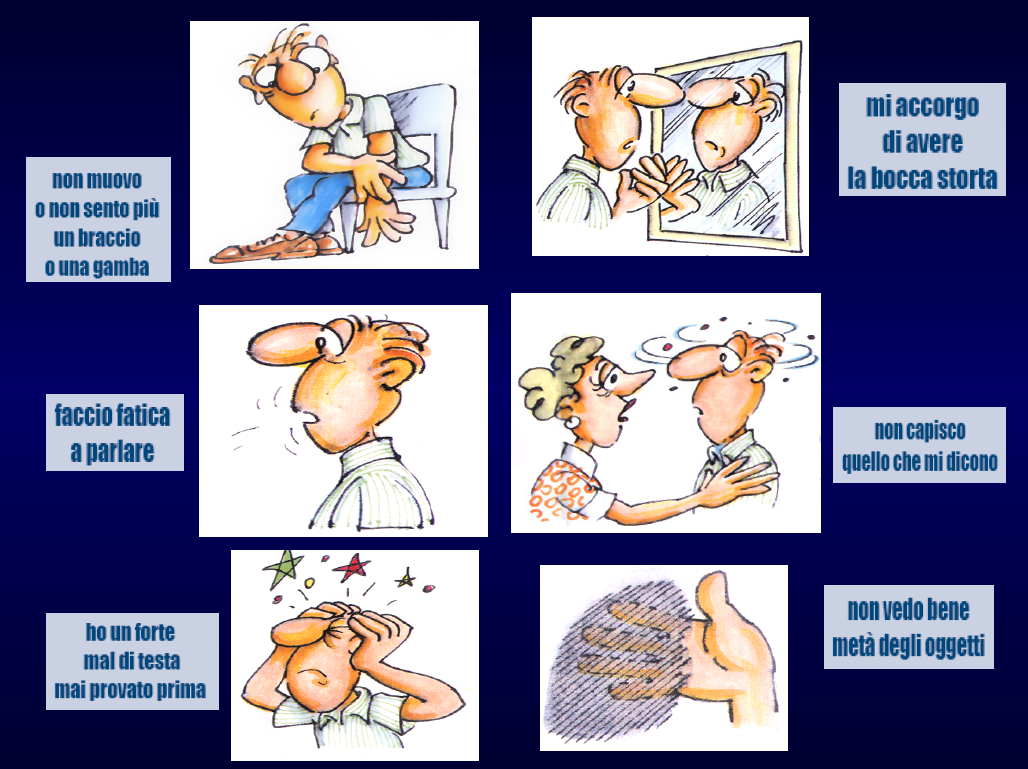 non muovo
o non sento più
un braccio
o una gamba
mi accorgo
di avere
la bocca storta
faccio fatica
a parlare
non capisco
quello che mi dicono
ho un forte
mal di testa
mai provato prima
non vedo bene
metà degli oggetti